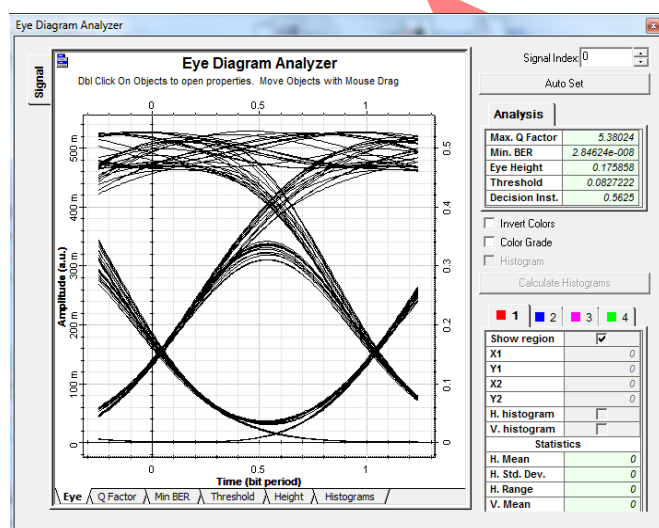 Eye Diagram Analyzer
Signal Index: 0
Auto Set
Signal
Eye Diagram Analyzer
Dbl Click On Objects to open properties. Move Objects with Mouse Drag
0 0.5 1
Amplitude (a.u.)
500 m
400 m
300 m
200 m
100 m
0
0.5
0.4
0.3
0.2
0.1
0
0 0.5 1
Time (bit period)
Eye Q Factor Min BER Threshold Height Histograms
Analysis
Max. Q Factor 5.38024
Min. BER 2.84624e-008
Eye Height 0.175858
Threshold 0.0827222
Decision Inst. 0.5625
Invert Colors
Color Grade
Histogram
Calculate Histograms
1 2 3 4
Show region
X1 0
Y1 0
X2 0
Y2 0
H. histogram
V. histogram
Statistics
H. Mean 0
H. Std. Dev. 0
H. Range 0
V. Mean 0